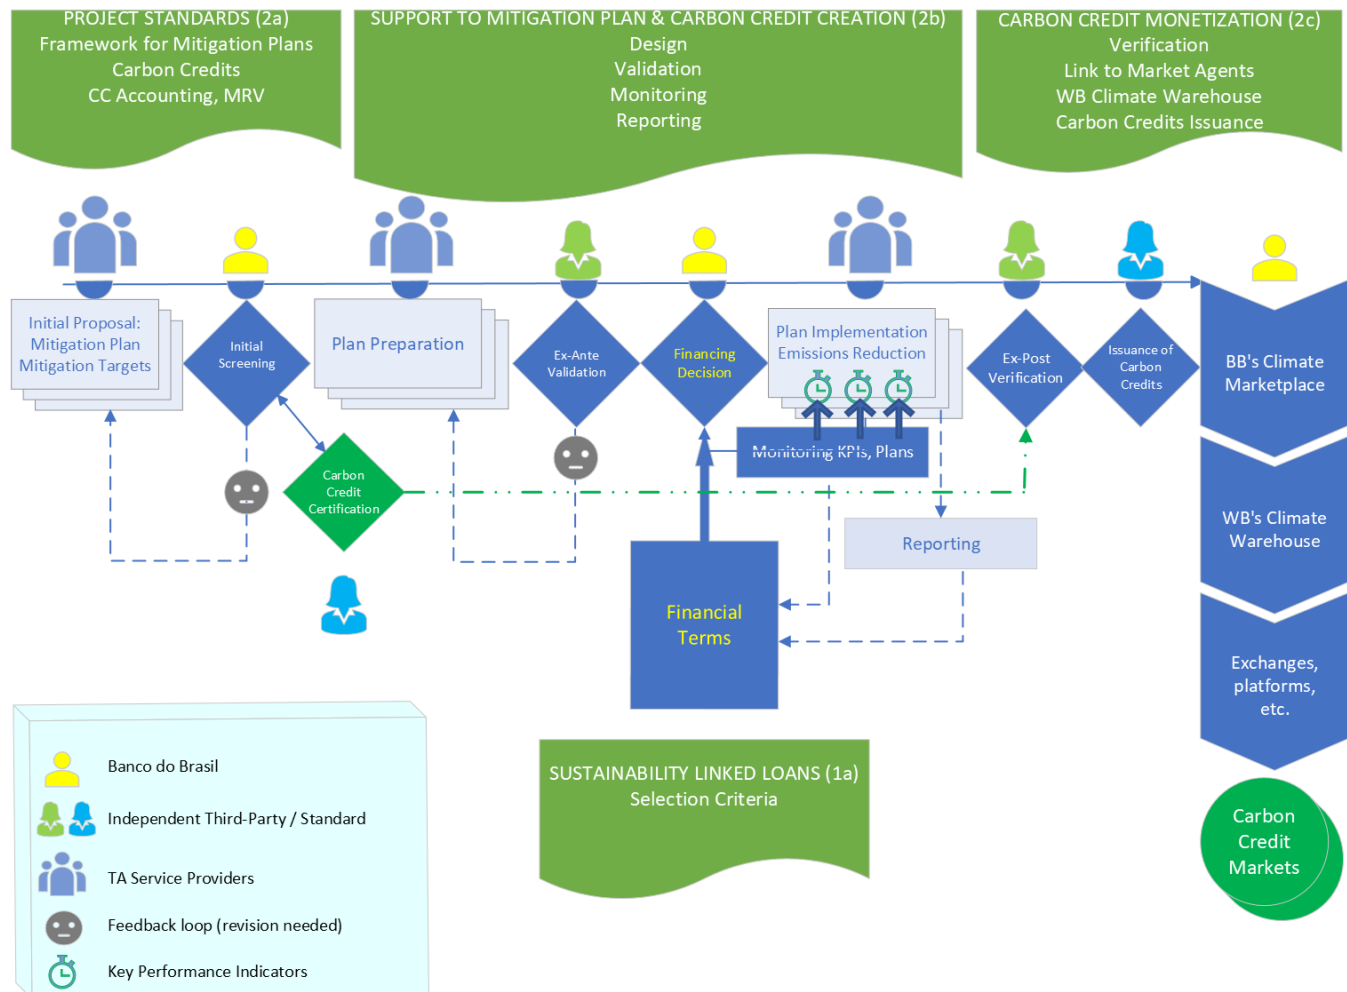 PROJECT STANDARDS (2a)
Framework for Mitigation Plans
Carbon Credits
CC Accounting, MRV
SUPPORT TO MITIGATION PLAN & CARBON CREDIT CREATION (2b)
Design
Validation
Monitoring
Reporting
CARBON CREDIT MONETIZATION (2c)
Verification
Link to Market Agents
WB Climate Warehouse
Carbon Credits Issuance
Initial Proposal:
Mitigation Plan
Mitigation Targets
Initial
Screening
Plan Preparation
Ex-Ante
Validation
Financing
Decision
Plan Implementation
Emissions Reduction
Ex-Post
Verification
Issuance of
Carbon
Credits
BB's Climate
Marketplace
Monitoring KPIs, Plans
Carbon
Credit
Certification
WB's Climate
Warehouse
Reporting
Financial
Terms
Exchanges,
platforms,
etc.
SUSTAINABILITY LINKED LOANS (1a)
Selection Criteria
Carbon
Credit
Markets
Banco do Brasil
Independent Third-Party / Standard
TA Service Providers
Feedback loop (revision needed)
Key Performance Indicators